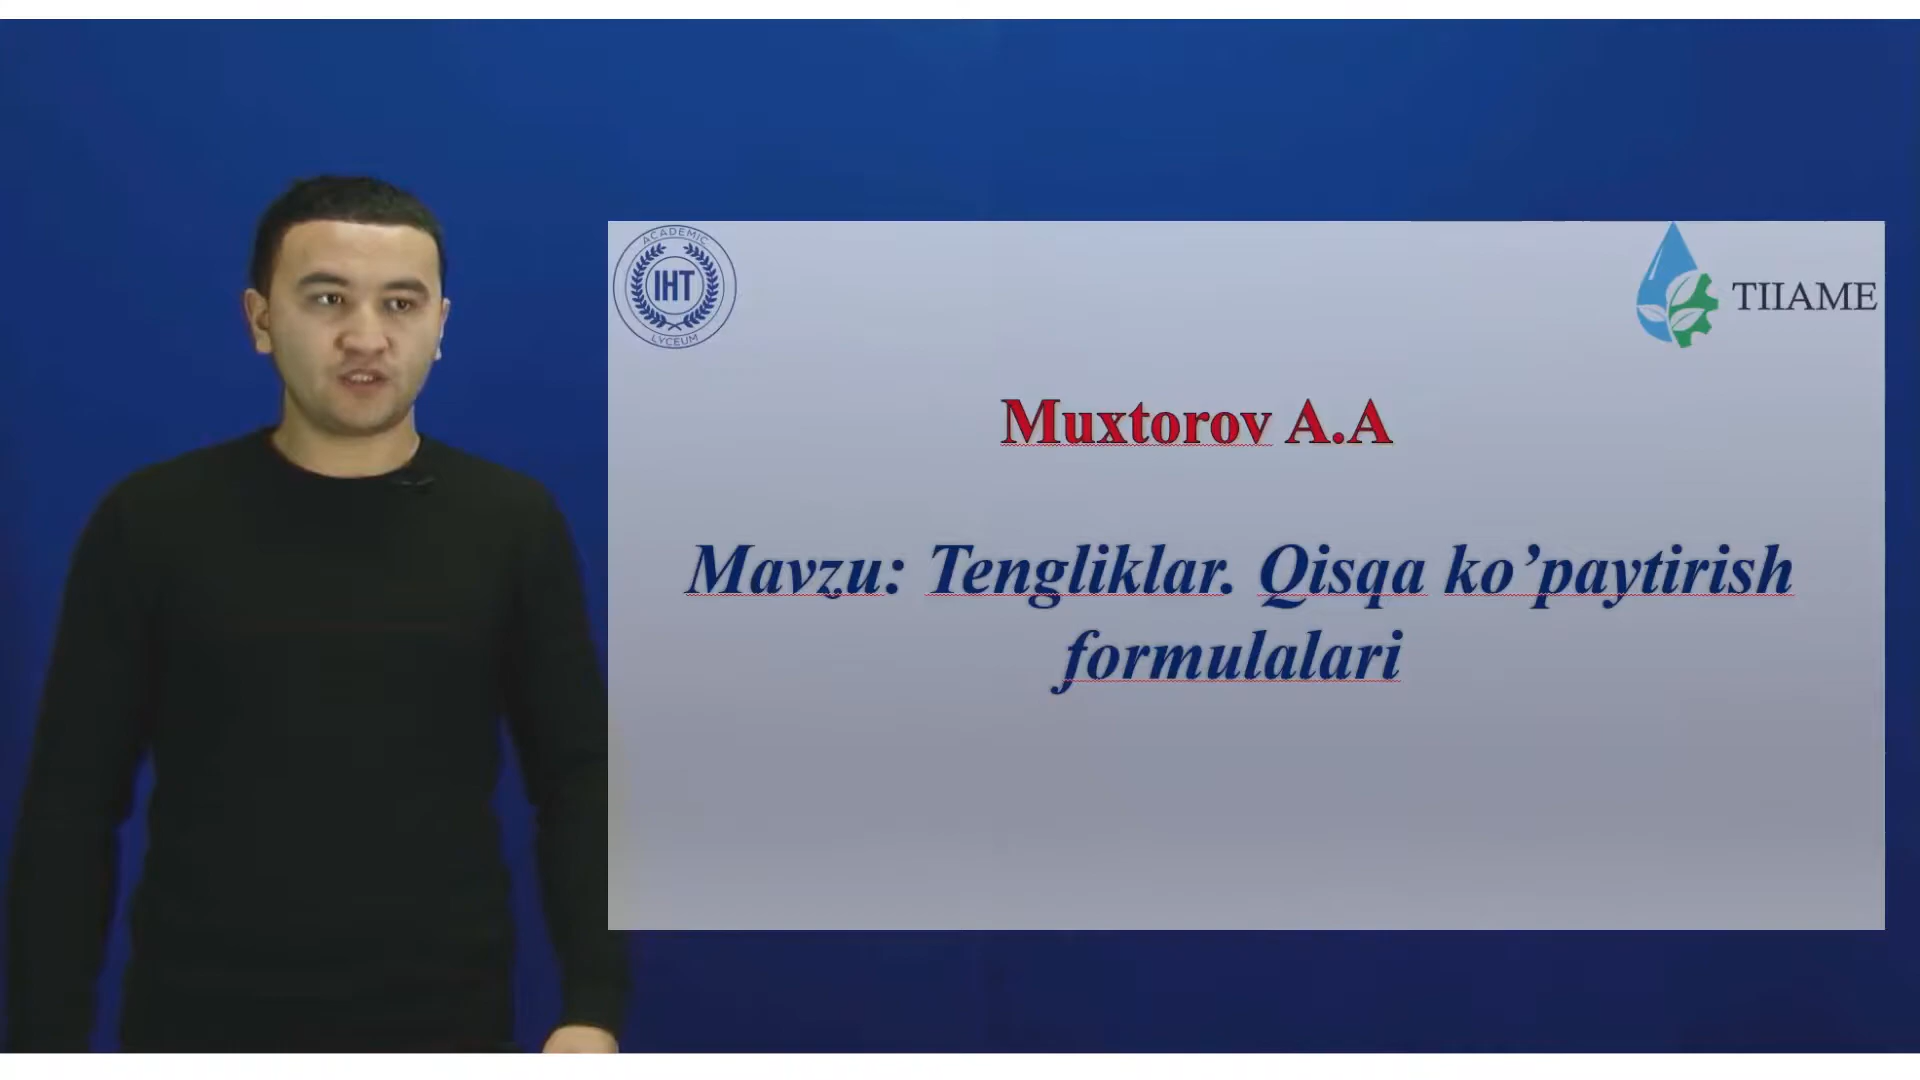 ACADEMIC
IHT
LYCEUM
TIIAME
Muxtorov A.A
Mavzu: Tengliklar. Qisqa ko’paytirish
formulalari